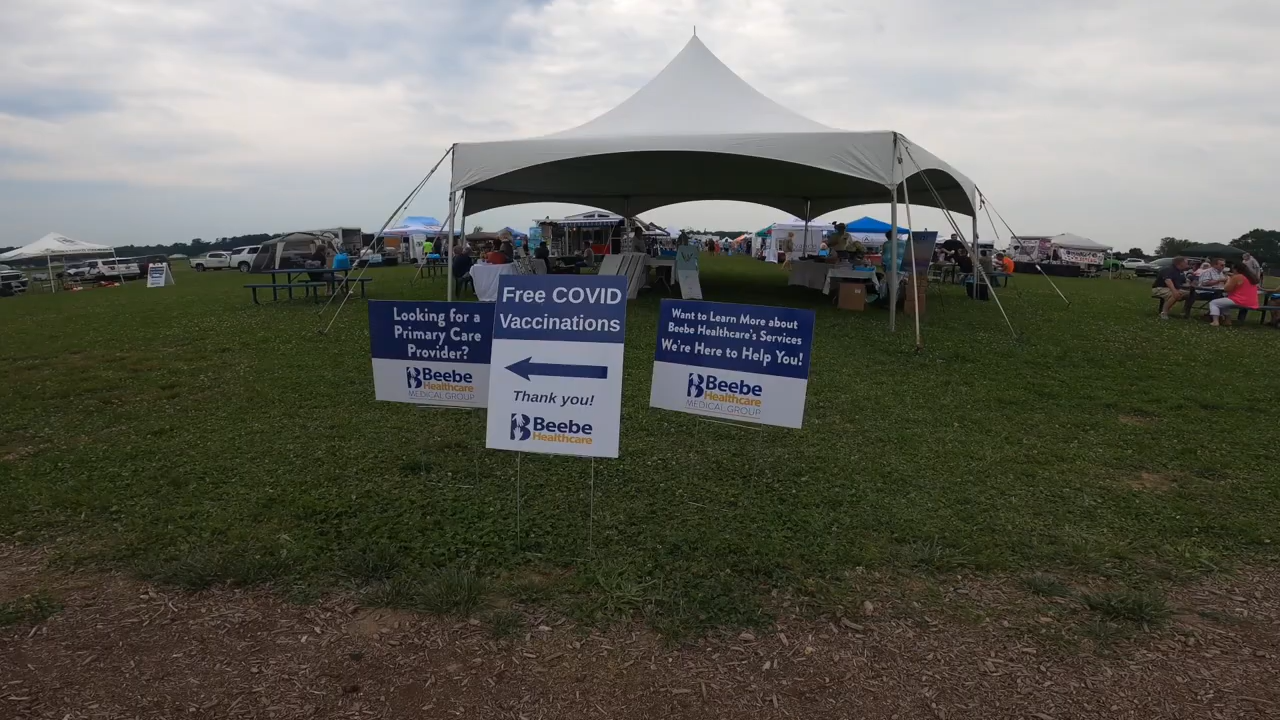 Looking for a
Primary Care
Provider?
Beebe
Healthcare
MEDICAL GROUP
Free COVID
Vaccinations
Thank you!
Beebe
Healthcare
Want to Learn More about
Beebe Healthcare's Services
We're Here to Help You!
Beebe
Healthcare
MEDICAL GROUP